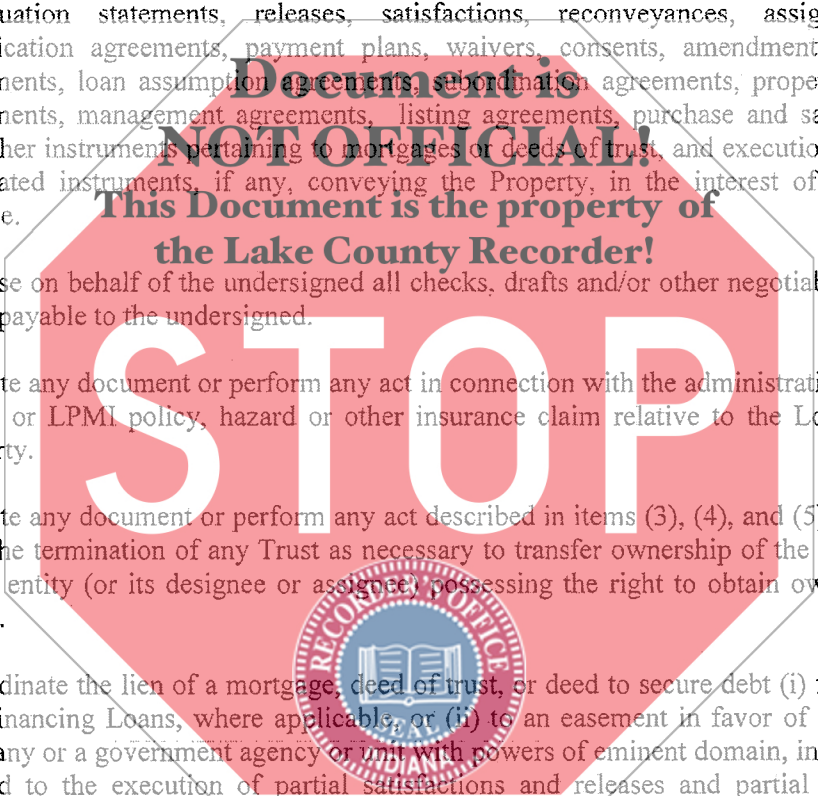 uation statements, releases, satisfactions, reconveyances, assig
ication agreements, payment plans, waivers, consents, amendment
nents, loan assumption agreements, subordination agreements, prope
nents, management agreements, listing agreements, purchase and sa
her instruments pertaining to mortgages or deeds of trust, and executio
ated instruments, if any, conveying the Property, in the interest of
e.
Document is
NOT OFFICIAL!
This Document is the property of
the Lake County Recorder!
se on behalf of the undersigned all checks, drafts and/or other negotial
payable to the undersigned.
STOP
te any document or perform any act in connection with the administrati
or LPMI policy, hazard or other insurance claim relative to the Lo
rty.
te any document or perform any act described in items (3), (4), and (5)
he termination of any Trust as necessary to transfer ownership of the
entity (or its designee or assignee) possessing the right to obtain ow
.
RECORDER'S OFFICE
SEAL
INDIANA
dinate the lien of a mortgage, deed of trust, or deed to secure debt (i)
inancing Loans, where applicable, or (ii) to an easement in favor of
any or a government agency or unit with powers of eminent domain, in
d to the execution of partial satisfactions and releases and partial